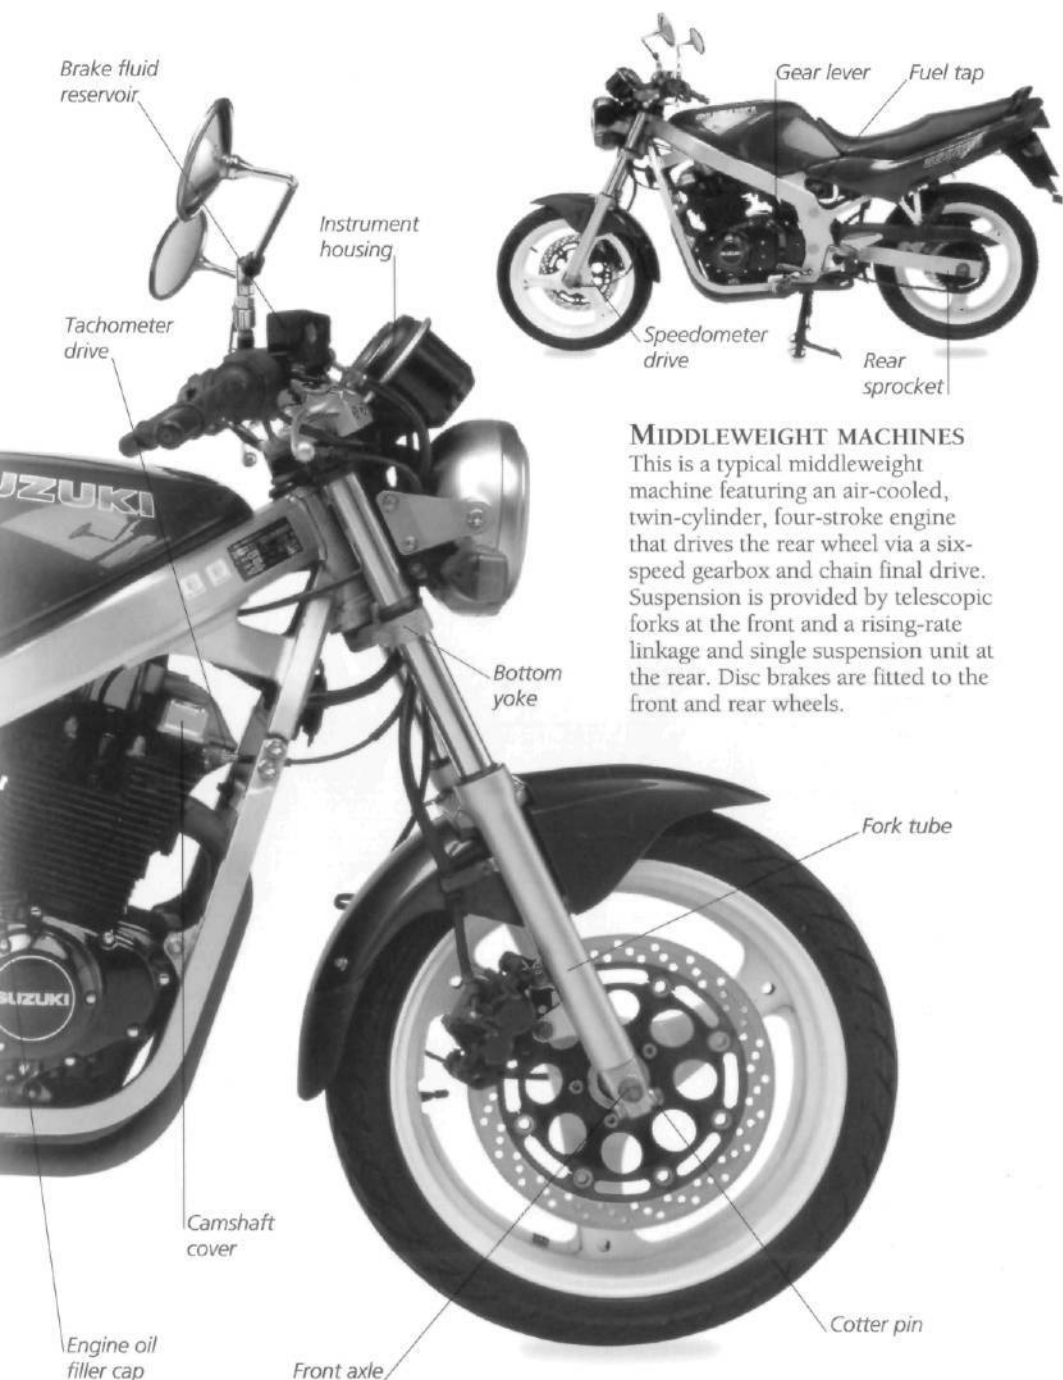 Brake fluid
reservoir
Gear lever
Fuel tap
Instrument
housing
Tachometer
drive
Speedometer
drive
Rear
sprocket
MIDDLEWEIGHT MACHINES
This is a typical middleweight
machine featuring an air-cooled,
twin-cylinder, four-stroke engine
that drives the rear wheel via a six-
speed gearbox and chain final drive.
Suspension is provided by telescopic
forks at the front and a rising-rate
linkage and single suspension unit at
the rear. Disc brakes are fitted to the
front and rear wheels.
UZUKI
Bottom
yoke
Fork tube
SUZUKI
Camshaft
cover
Cotter pin
Engine oil
filler cap
Front axle